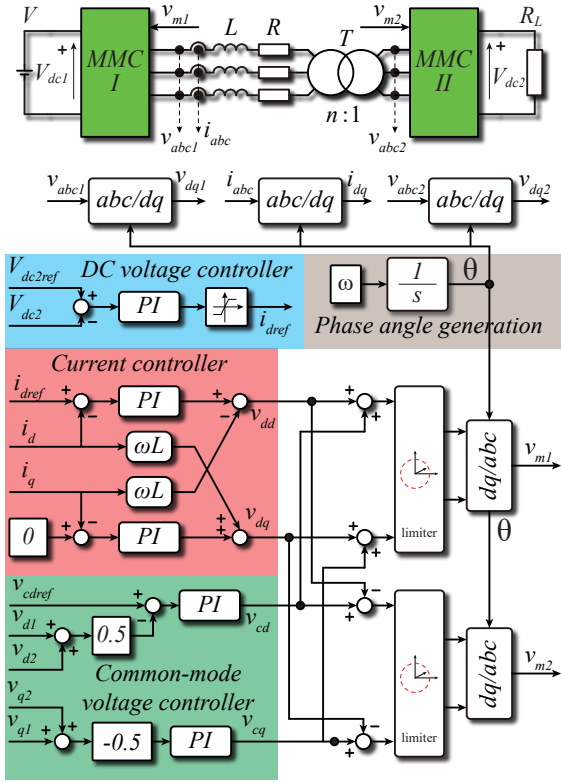 V v_m1 L R T v_m2 R_L
+ V_dc1 MMC I MMC II + V_dc2
n:1
v_abc1 i_abc v_abc2
v_abc1 abc/dq v_dq1 i_abc abc/dq i_dq v_abc2 abc/dq v_dq2
V_dc2ref DC voltage controller
V_dc2 + − PI i_dref
ω 1/s θ
Phase angle generation
Current controller
i_dref + − PI + − v_dd + +
i_d ωL
i_q ωL
0 + − PI + + v_dq + +
limiter
dq/abc v_m1
θ
v_cdref + − PI v_cd − +
v_d1 + + 0.5
v_d2
Common-mode
voltage controller
v_q2
v_q1 + + -0.5 PI v_cq − +
limiter
dq/abc v_m2